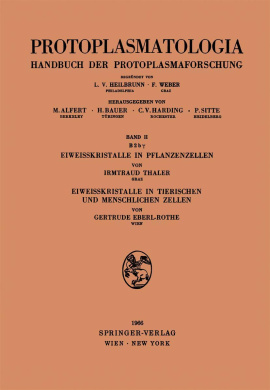 PROTOPLASMATOLOGIA
HANDBUCH DER PROTOPLASMAFORSCHUNG
BEGRÜNDET VON
L. V. HEILBRUNN · F. WEBER
PHILADELPHIA GRAZ
HERAUSGEGEBEN VON
M. ALFERT · H. BAUER · C. V. HARDING · P. SITTE
BERKELEY TÜBINGEN ROCHESTER HEIDELBERG
BAND II
B 2 b γ
EIWEISSKRISTALLE IN PFLANZENZELLEN
VON
IRMTRAUD THALER
GRAZ
EIWEISSKRISTALLE IN TIERISCHEN
UND MENSCHLICHEN ZELLEN
VON
GERTRUDE EBERL-ROTHE
WIEN
1966
SPRINGER-VERLAG
WIEN · NEW YORK